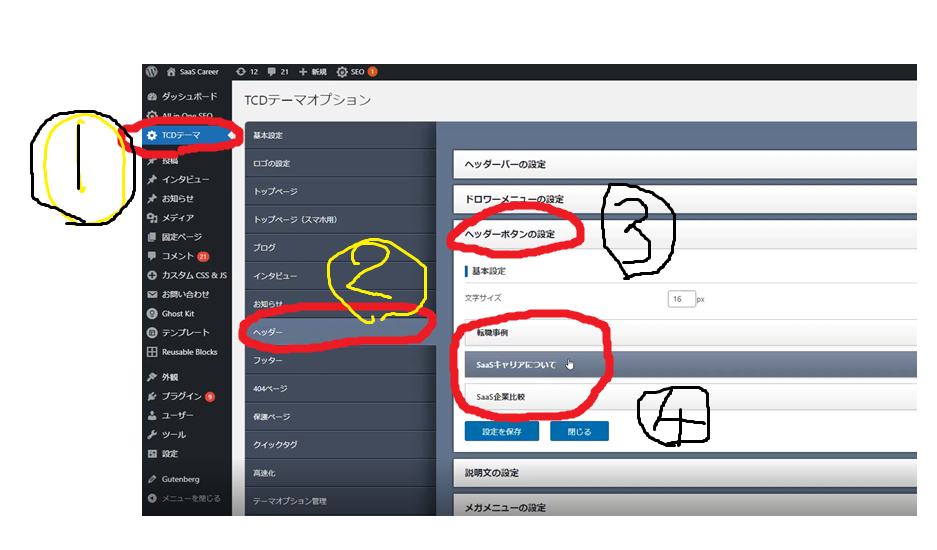 SaaS Career 12 21 新規 SEO 1
ダッシュボード
All in One SEO
TCDテーマ
投稿
インタビュー
お知らせ
メディア
固定ページ
コメント 21
カスタム CSS & JS
お問い合わせ
Ghost Kit
テンプレート
Reusable Blocks
外観
プラグイン 9
ユーザー
ツール
設定
Gutenberg
メニューを閉じる
TCDテーマオプション
基本設定
ロゴの設定
トップページ
トップページ（スマホ用）
ブログ
インタビュー
お知らせ
ヘッダー
フッター
404ページ
保護ページ
クイックタグ
高速化
テーマオプション管理
ヘッダーバーの設定
ドロワーメニューの設定
ヘッダーボタンの設定
基本設定
文字サイズ 16 px
転職事例
SaaSキャリアについて
SaaS企業比較
設定を保存 閉じる
説明文の設定
メガメニューの設定
1
2
3
4